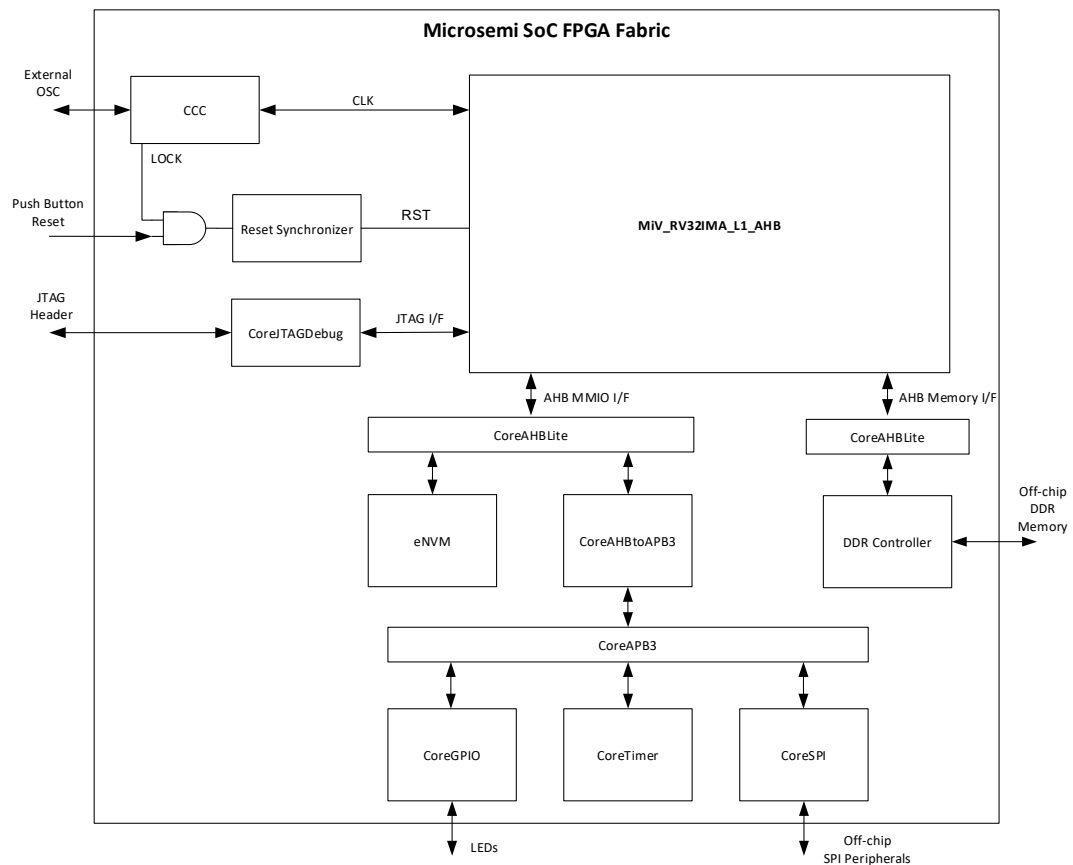 Microsemi SoC FPGA Fabric
External
OSC
CCC
CLK
LOCK
Push Button
Reset
Reset Synchronizer
RST
MiV_RV32IMA_L1_AHB
JTAG
Header
CoreJTAGDebug
JTAG I/F
AHB MMIO I/F
AHB Memory I/F
CoreAHBLite
CoreAHBLite
eNVM
CoreAHBtoAPB3
DDR Controller
Off-chip
DDR
Memory
CoreAPB3
CoreGPIO
CoreTimer
CoreSPI
LEDs
Off-chip
SPI Peripherals